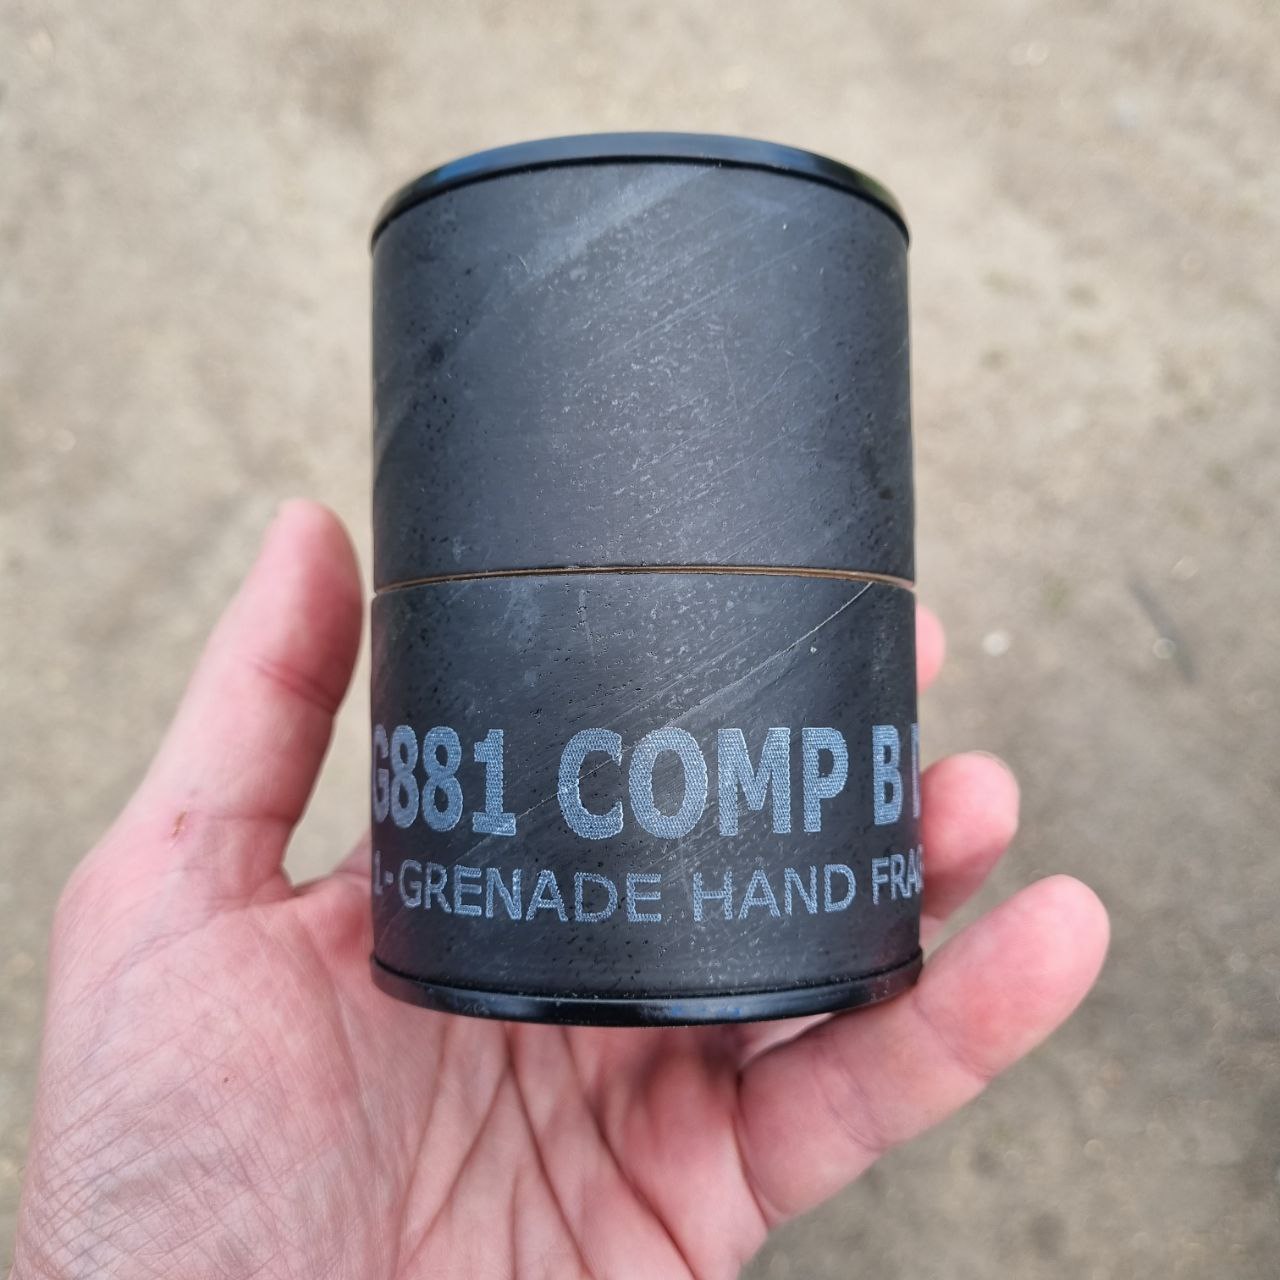 G881 COMP B
1-GRENADE HAND FRAG